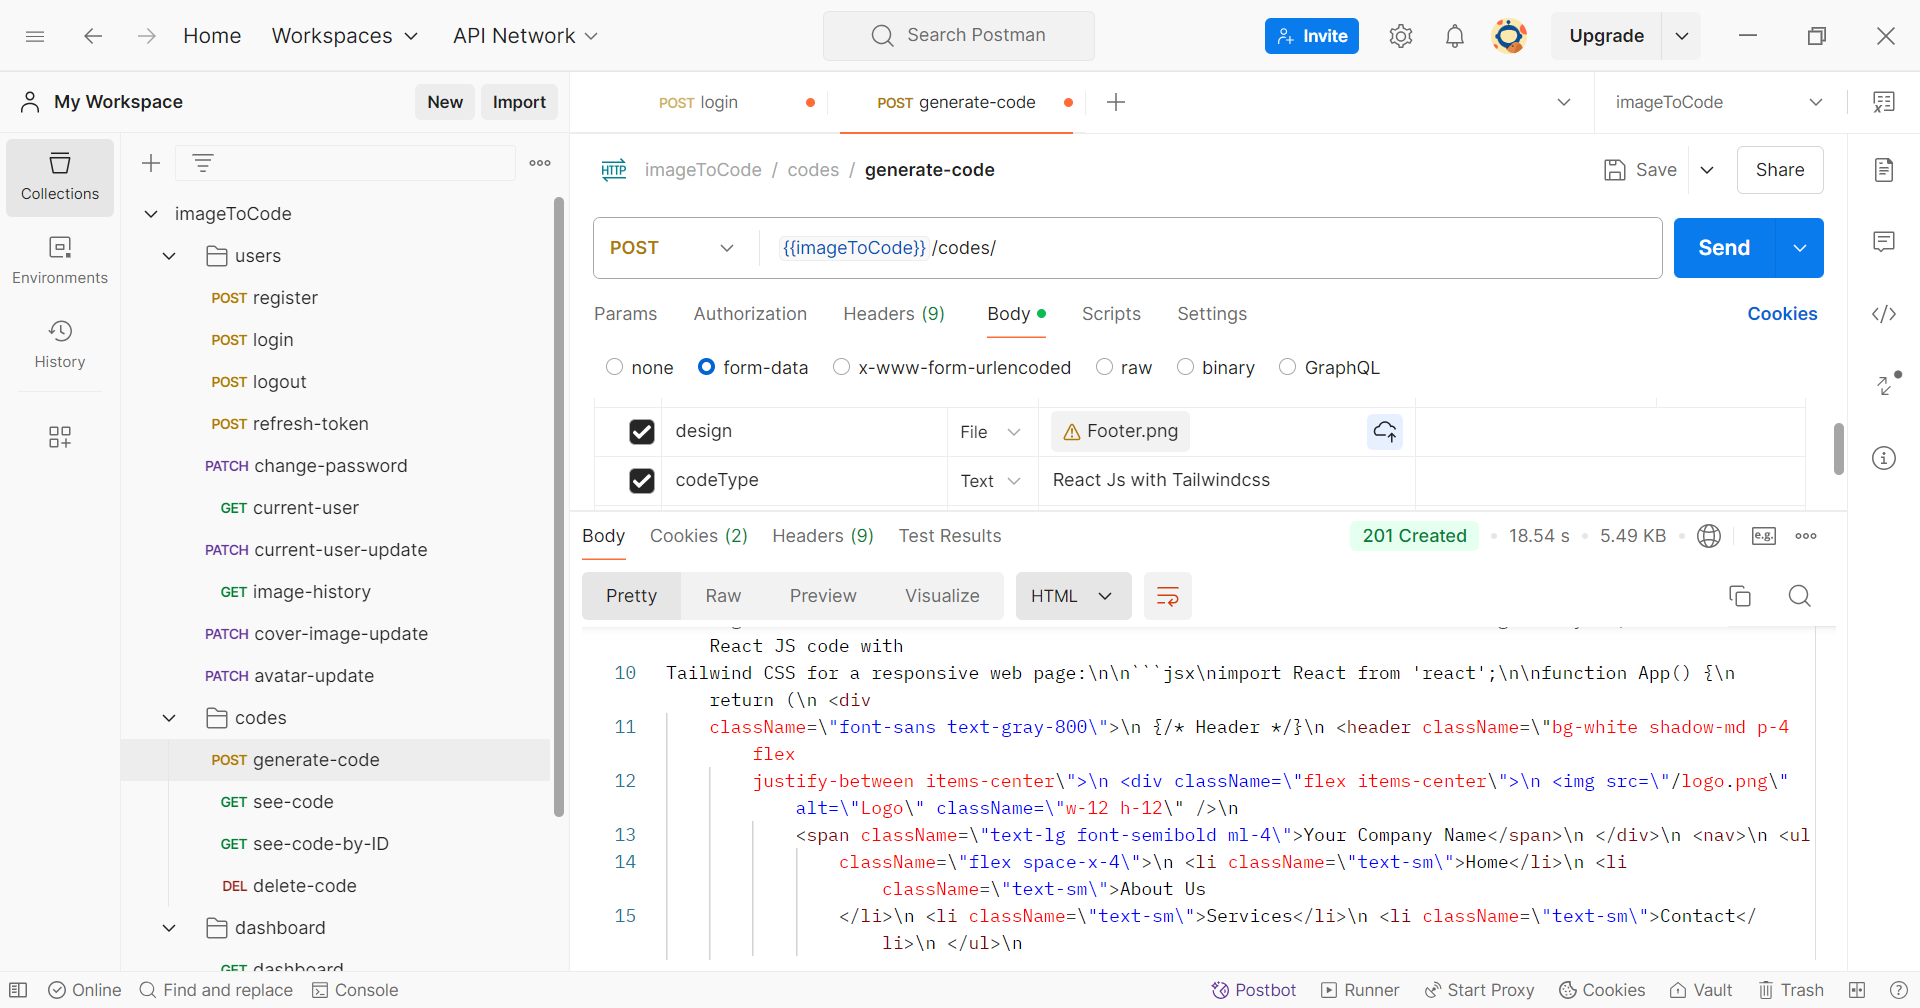 Home Workspaces API Network Search Postman Invite Upgrade
My Workspace New Import POST login POST generate-code imageToCode
Collections
Environments
History
imageToCode
users
POST register
POST login
POST logout
POST refresh-token
PATCH change-password
GET current-user
PATCH current-user-update
GET image-history
PATCH cover-image-update
PATCH avatar-update
codes
POST generate-code
GET see-code
GET see-code-by-ID
DEL delete-code
dashboard
GET dashboard
HTTP imageToCode / codes / generate-code Save Share
POST {{imageToCode}} /codes/ Send
Params Authorization Headers (9) Body Scripts Settings Cookies
none form-data x-www-form-urlencoded raw binary GraphQL
design File Footer.png
codeType Text React Js with Tailwindcss
Body Cookies (2) Headers (9) Test Results 201 Created 18.54 s 5.49 KB e.g.
Pretty Raw Preview Visualize HTML
React JS code with
10 Tailwind CSS for a responsive web page:\n\n```jsx\nimport React from 'react';\n\nfunction App() {\n
return (\n <div
11 className=\"font-sans text-gray-800\">\n {/* Header */}\n <header className=\"bg-white shadow-md p-4
flex
12 justify-between items-center\">\n <div className=\"flex items-center\">\n <img src=\"/logo.png\"
alt=\"Logo\" className=\"w-12 h-12\" />\n
13 <span className=\"text-lg font-semibold ml-4\">Your Company Name</span>\n </div>\n <nav>\n <ul
14 className=\"flex space-x-4\">\n <li className=\"text-sm\">Home</li>\n <li
className=\"text-sm\">About Us
15 </li>\n <li className=\"text-sm\">Services</li>\n <li className=\"text-sm\">Contact</
li>\n </ul>\n
Online Find and replace Console Postbot Runner Start Proxy Cookies Vault Trash